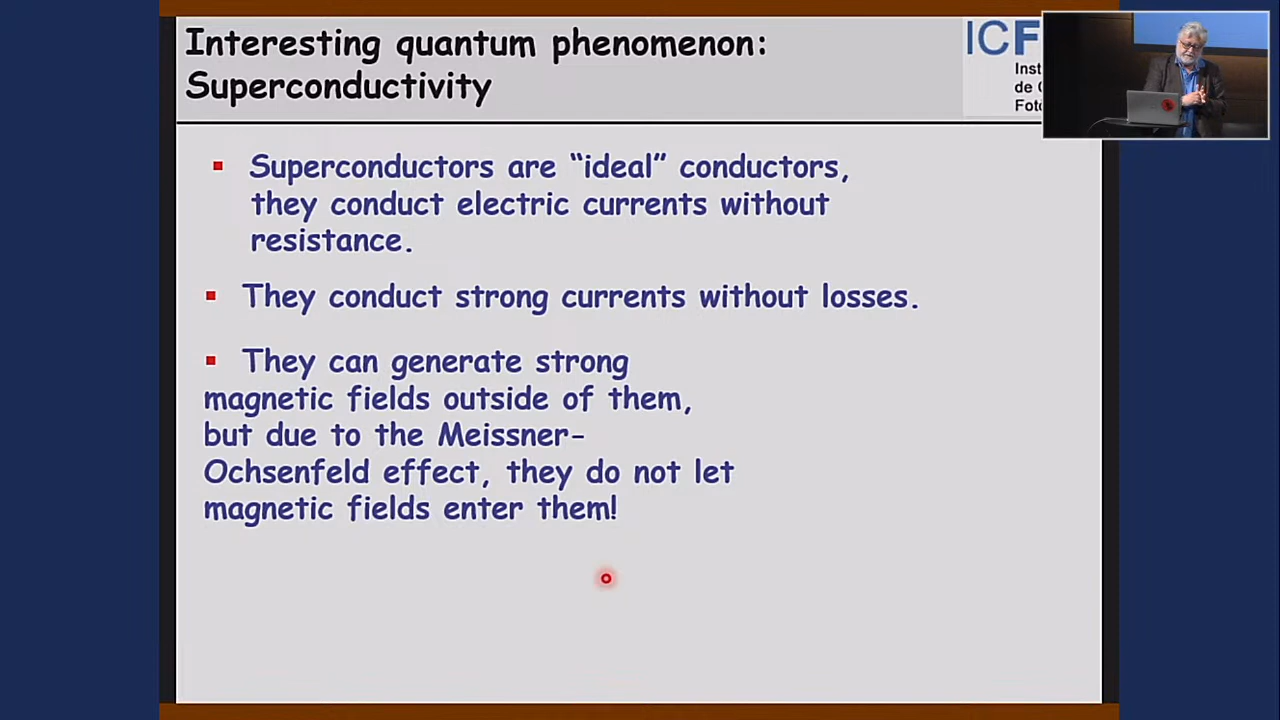 Interesting quantum phenomenon:
Superconductivity
ICF
Inst
de
Foto
▪ Superconductors are “ideal” conductors,
they conduct electric currents without
resistance.
▪ They conduct strong currents without losses.
▪ They can generate strong
magnetic fields outside of them,
but due to the Meissner-
Ochsenfeld effect, they do not let
magnetic fields enter them!